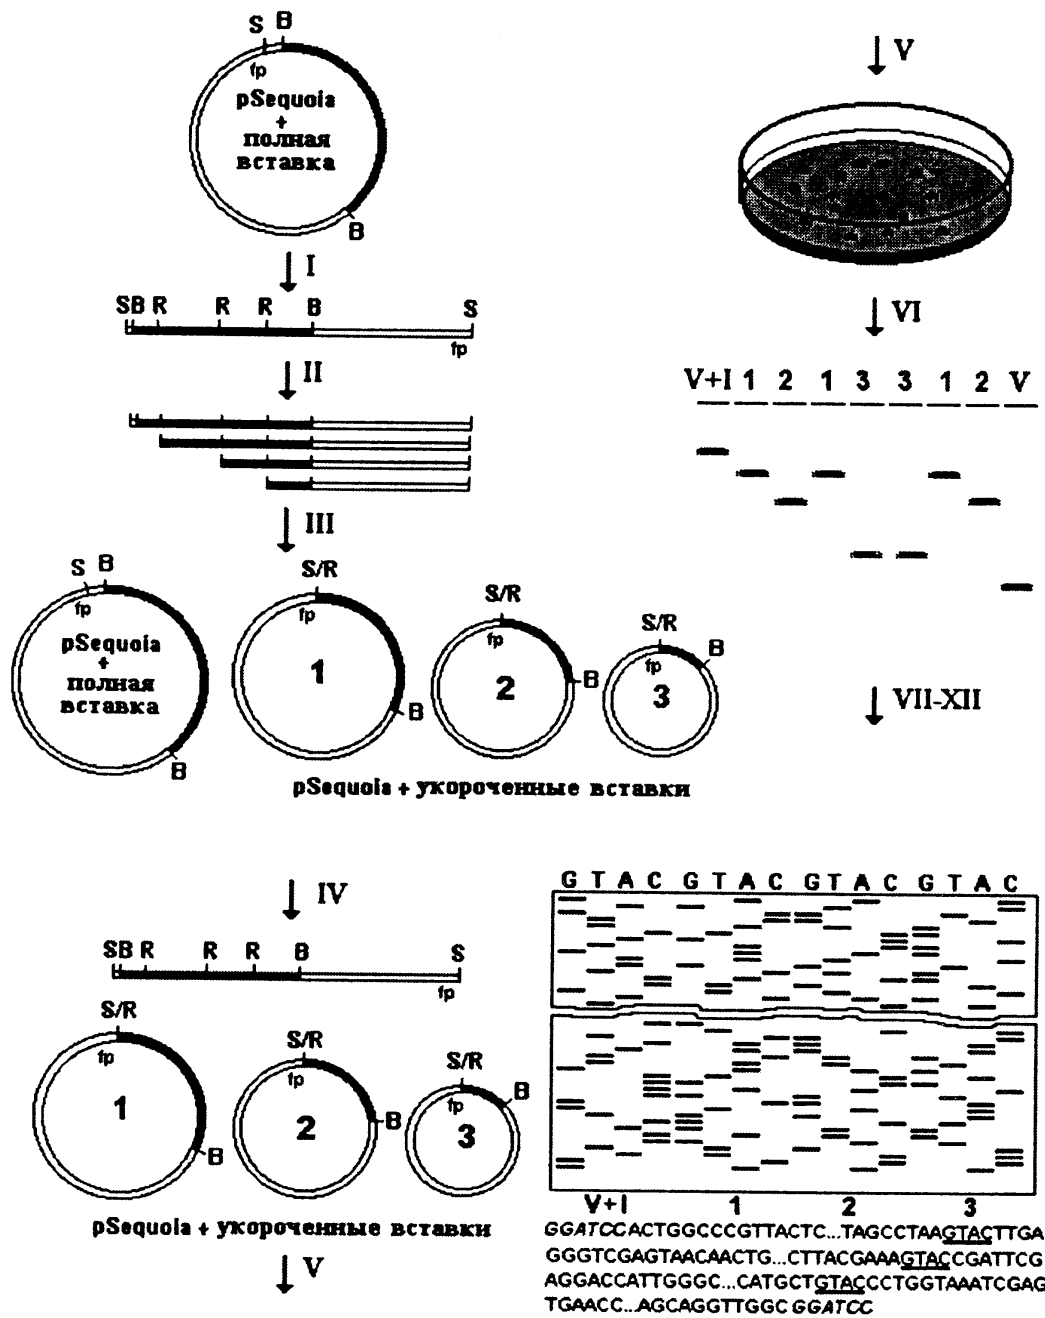 S B
fp
pSequoia
+
полная
вставка
B
I
SB R R R B S
fp
II
III
S B
fp
pSequoia
+
полная
вставка
B
S/R
fp
1
B
S/R
fp
2
B
S/R
fp
3
B
pSequoia + укороченные вставки
IV
SB R R R B S
fp
S/R
fp
1
B
S/R
fp
2
B
S/R
fp
3
B
pSequoia + укороченные вставки
V
V
VI
V+I 1 2 1 3 3 1 2 V
VII-XII
G T A C G T A C G T A C G T A C
V+I 1 2 3
GGATCCACTGGCCCGTTACTC...TAGCCTAAGTACTTGA
GGGTCGAGTAACAACTG...CTTACGAAAGTACCGATTCG
AGGACCATTGGGC...CATGCTGTACCCTGGTAAATCGAG
TGAACC...AGCAGGTTGGC GGATCC